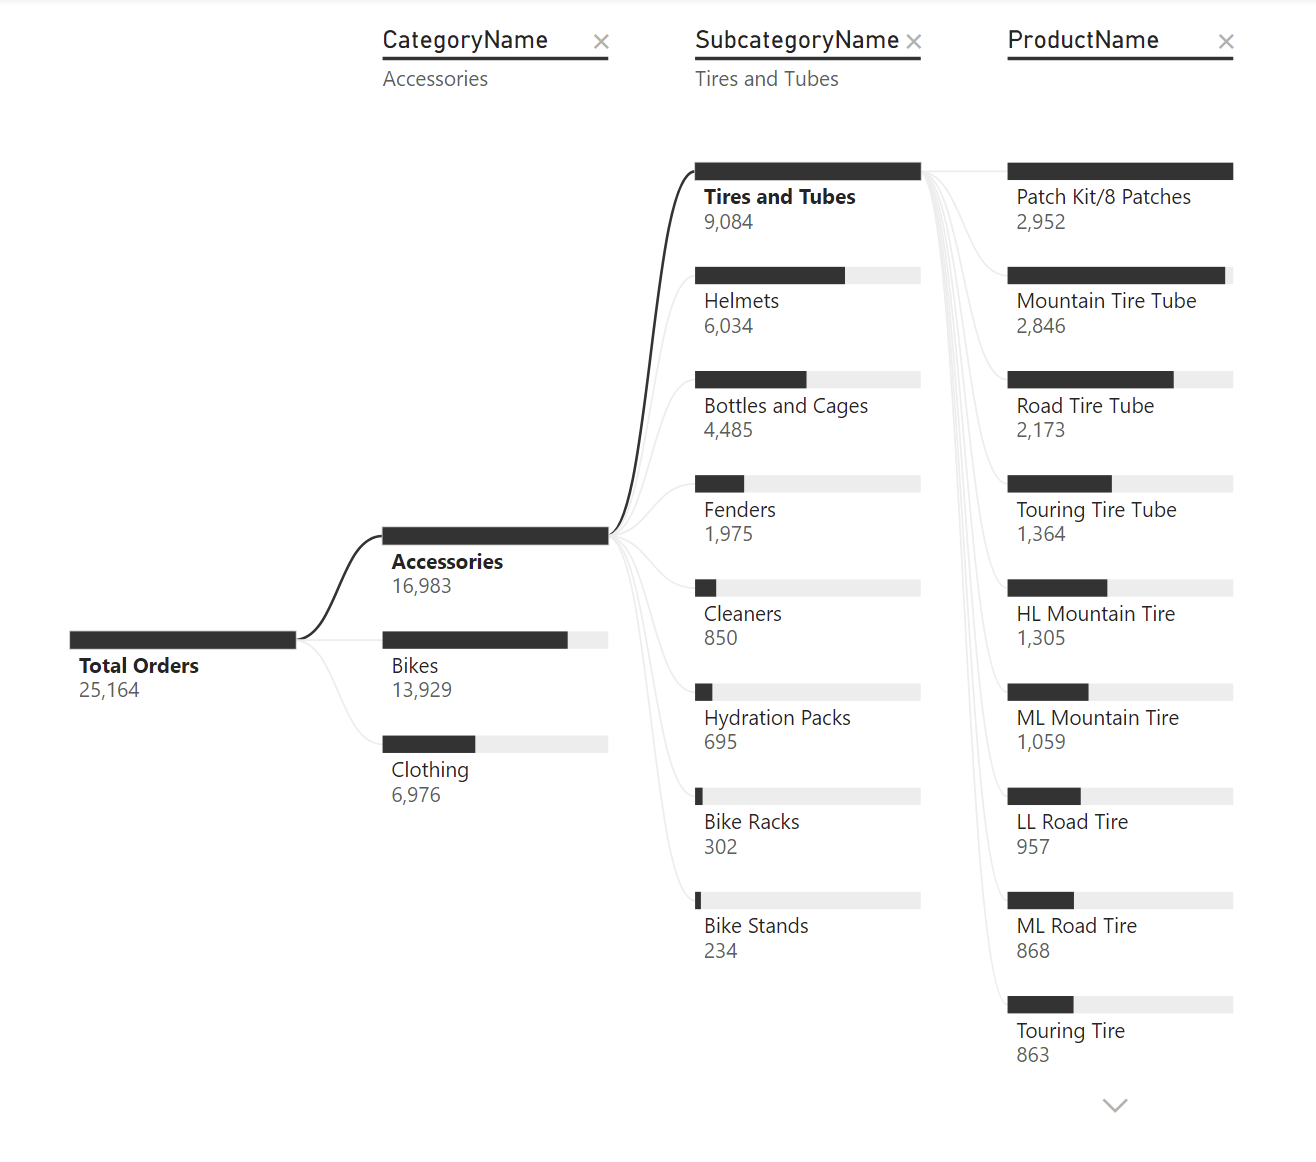 CategoryName
Accessories
SubcategoryName
Tires and Tubes
ProductName
Total Orders
25,164
Accessories
16,983
Bikes
13,929
Clothing
6,976
Tires and Tubes
9,084
Helmets
6,034
Bottles and Cages
4,485
Fenders
1,975
Cleaners
850
Hydration Packs
695
Bike Racks
302
Bike Stands
234
Patch Kit/8 Patches
2,952
Mountain Tire Tube
2,846
Road Tire Tube
2,173
Touring Tire Tube
1,364
HL Mountain Tire
1,305
ML Mountain Tire
1,059
LL Road Tire
957
ML Road Tire
868
Touring Tire
863